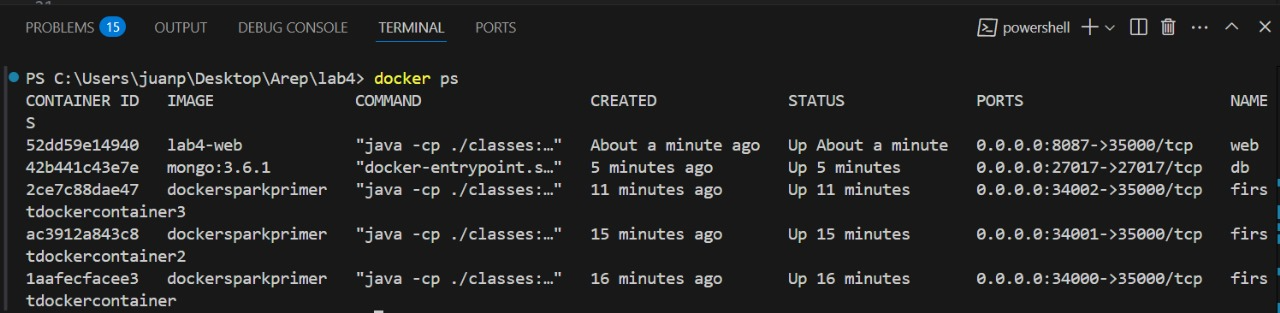 PROBLEMS 15 OUTPUT DEBUG CONSOLE TERMINAL PORTS powershell
PS C:\Users\juanp\Desktop\Arep\lab4> docker ps
CONTAINER ID IMAGE COMMAND CREATED STATUS PORTS NAME
S
52dd59e14940 lab4-web "java -cp ./classes:…" About a minute ago Up About a minute 0.0.0.0:8087->35000/tcp web
42b441c43e7e mongo:3.6.1 "docker-entrypoint.s…" 5 minutes ago Up 5 minutes 0.0.0.0:27017->27017/tcp db
2ce7c88dae47 dockersparkprimer "java -cp ./classes:…" 11 minutes ago Up 11 minutes 0.0.0.0:34002->35000/tcp firs
tdockercontainer3
ac3912a843c8 dockersparkprimer "java -cp ./classes:…" 15 minutes ago Up 15 minutes 0.0.0.0:34001->35000/tcp firs
tdockercontainer2
1aafecfacee3 dockersparkprimer "java -cp ./classes:…" 16 minutes ago Up 16 minutes 0.0.0.0:34000->35000/tcp firs
tdockercontainer